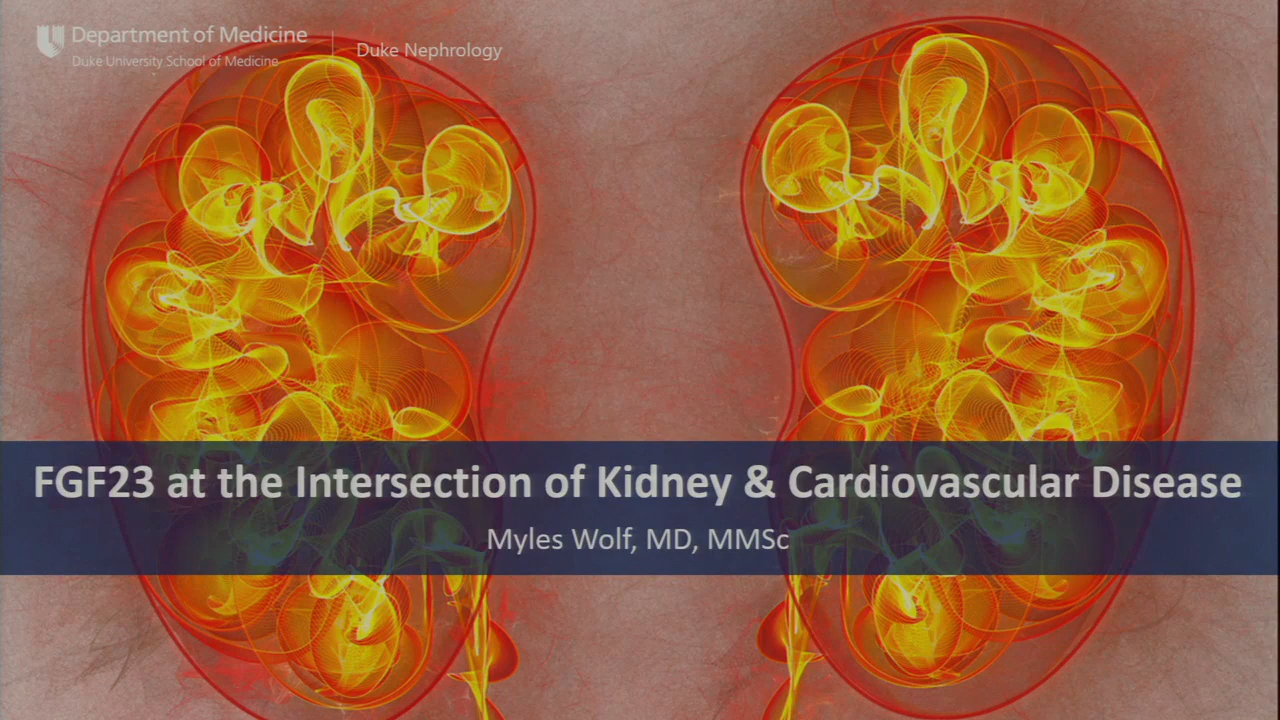 Department of Medicine
Duke University School of Medicine
Duke Nephrology
FGF23 at the Intersection of Kidney & Cardiovascular Disease
Myles Wolf, MD, MMSc